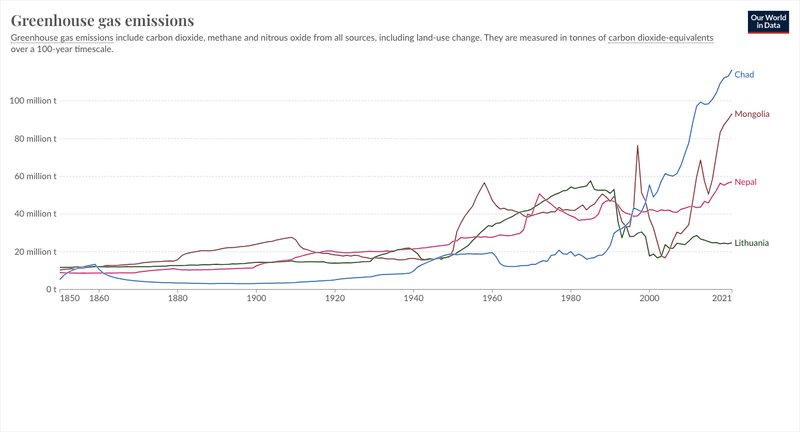 Greenhouse gas emissions
Our World
in Data
Greenhouse gas emissions include carbon dioxide, methane and nitrous oxide from all sources, including land-use change. They are measured in tonnes of carbon dioxide-equivalents
over a 100-year timescale.
Chad
100 million t
Mongolia
80 million t
60 million t
Nepal
40 million t
Lithuania
20 million t
0 t
1850 1860 1880 1900 1920 1940 1960 1980 2000 2021